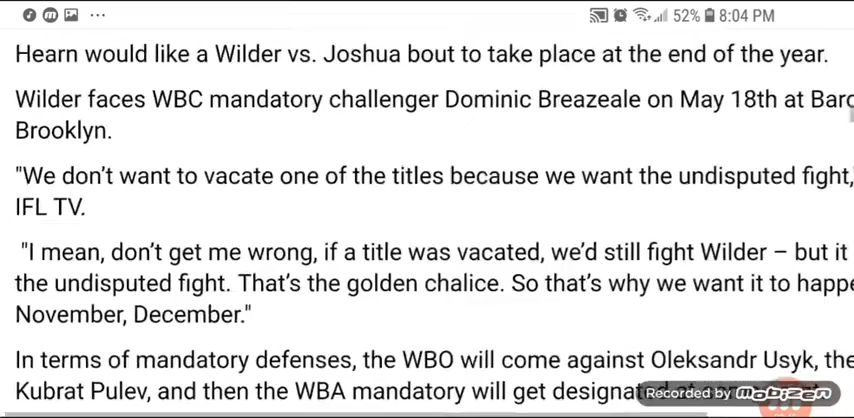 52% 8:04 PM
Hearn would like a Wilder vs. Joshua bout to take place at the end of the year.
Wilder faces WBC mandatory challenger Dominic Breazeale on May 18th at Barc
Brooklyn.
"We don't want to vacate one of the titles because we want the undisputed fight,
IFL TV.
"I mean, don't get me wrong, if a title was vacated, we'd still fight Wilder – but it
the undisputed fight. That's the golden chalice. So that's why we want it to happe
November, December."
In terms of mandatory defenses, the WBO will come against Oleksandr Usyk, the
Kubrat Pulev, and then the WBA mandatory will get designat
Recorded by mobizen